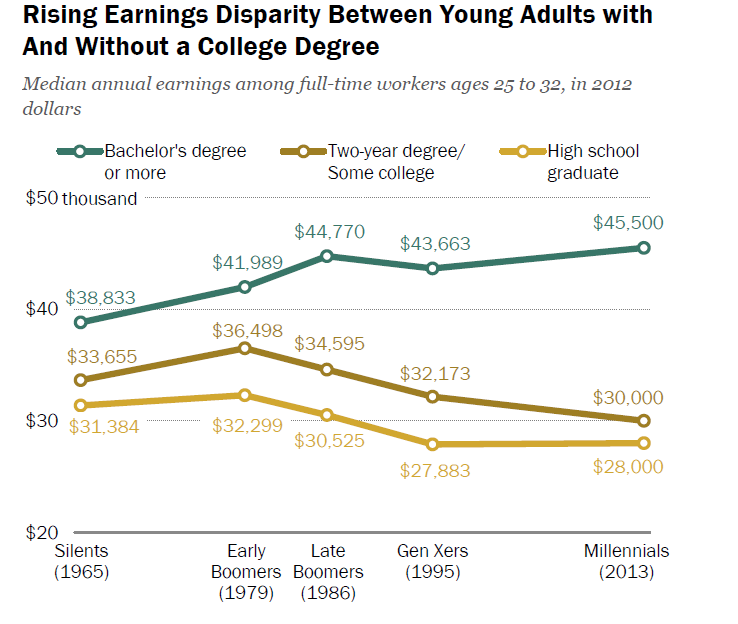 Rising Earnings Disparity Between Young Adults with
And Without a College Degree
Median annual earnings among full-time workers ages 25 to 32, in 2012
dollars
Bachelor's degree
or more
Two-year degree/
Some college
High school
graduate
$50 thousand
$45,500
$44,770
$43,663
$41,989
$38,833
$40
$36,498
$34,595
$33,655
$32,173
$30,000
$30
$31,384
$32,299
$30,525
$27,883
$28,000
$20
Silents
(1965)
Early
Boomers
(1979)
Late
Boomers
(1986)
Gen Xers
(1995)
Millennials
(2013)